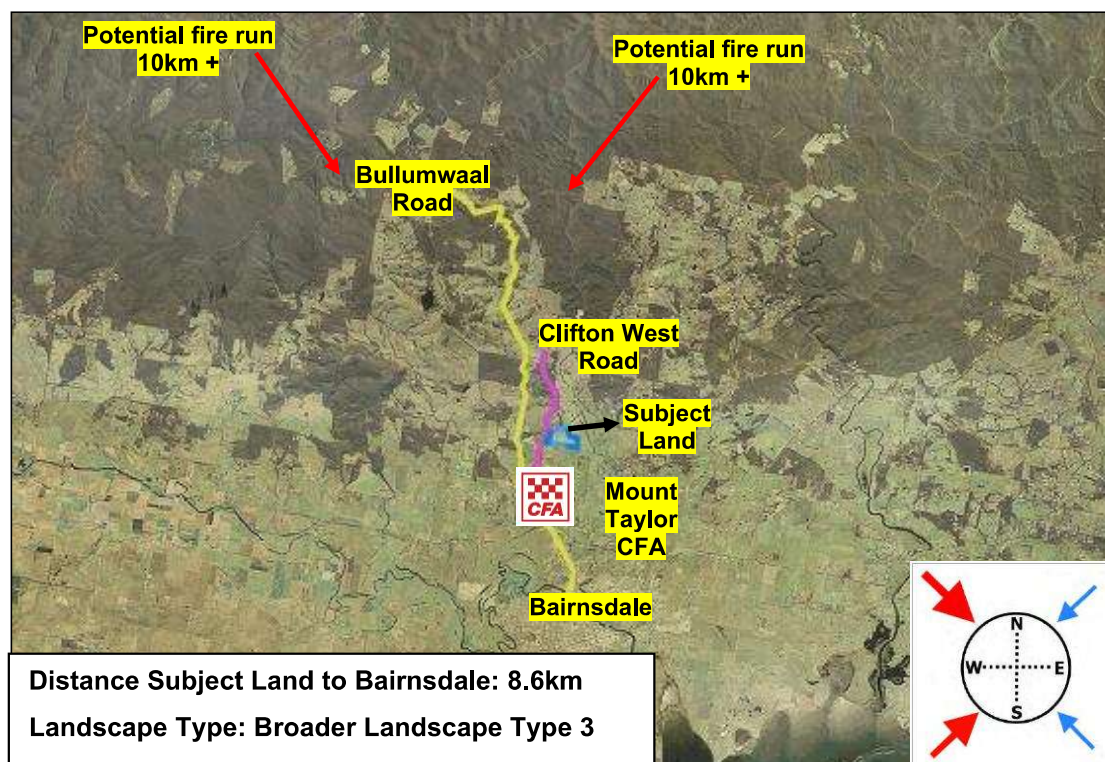 Potential fire run
10km +
Potential fire run
10km +
Bullumwaal
Road
Clifton West
Road
Subject
Land
CFA
Mount
Taylor
CFA
Bairnsdale
N
W
E
S
Distance Subject Land to Bairnsdale: 8.6km
Landscape Type: Broader Landscape Type 3